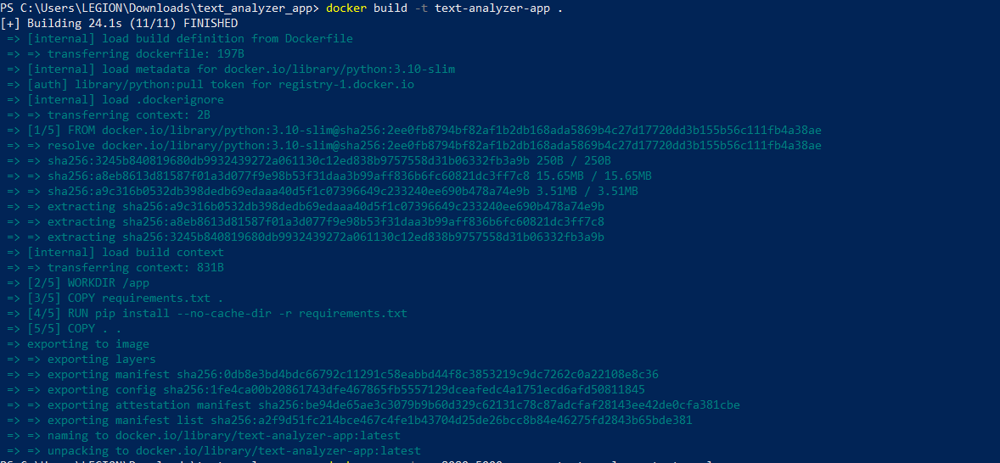 PS C:\Users\LEGION\Downloads\text_analyzer_app> docker build -t text-analyzer-app .
[+] Building 24.1s (11/11) FINISHED
=> [internal] load build definition from Dockerfile
=> => transferring dockerfile: 197B
=> [internal] load metadata for docker.io/library/python:3.10-slim
=> [auth] library/python:pull token for registry-1.docker.io
=> [internal] load .dockerignore
=> => transferring context: 2B
=> [1/5] FROM docker.io/library/python:3.10-slim@sha256:2ee0fb8794bf82af1b2db168ada5869b4c27d17720dd3b155b56c111fb4a38ae
=> => resolve docker.io/library/python:3.10-slim@sha256:2ee0fb8794bf82af1b2db168ada5869b4c27d17720dd3b155b56c111fb4a38ae
=> => sha256:3245b840819680db9932439272a061130c12ed838b9757558d31b06332fb3a9b 250B / 250B
=> => sha256:a8eb8613d81587f01a3d077f9e98b53f31daa3b99aff836b6fc60821dc3ff7c8 15.65MB / 15.65MB
=> => sha256:a9c316b0532db398dedb69edaaa40d5f1c07396649c233240ee690b478a74e9b 3.51MB / 3.51MB
=> => extracting sha256:a9c316b0532db398dedb69edaaa40d5f1c07396649c233240ee690b478a74e9b
=> => extracting sha256:a8eb8613d81587f01a3d077f9e98b53f31daa3b99aff836b6fc60821dc3ff7c8
=> => extracting sha256:3245b840819680db9932439272a061130c12ed838b9757558d31b06332fb3a9b
=> [internal] load build context
=> => transferring context: 831B
=> [2/5] WORKDIR /app
=> [3/5] COPY requirements.txt .
=> [4/5] RUN pip install --no-cache-dir -r requirements.txt
=> [5/5] COPY . .
=> exporting to image
=> => exporting layers
=> => exporting manifest sha256:0db8e3bd4bdc66792c11291c58eabbd44f8c3853219c9dc7262c0a22108e8c36
=> => exporting config sha256:1fe4ca00b20861743dfe467865fb5557129dceafedc4a1751ecd6afd50811845
=> => exporting attestation manifest sha256:be94de65ae3c3079b9b60d329c62131c78c87adcfaf28143ee42de0cfa381cbe
=> => exporting manifest list sha256:a2f9d51fc214bce467c4fe1b43704d25de26bcc8b84e46275fd2843b65bde381
=> => naming to docker.io/library/text-analyzer-app:latest
=> => unpacking to docker.io/library/text-analyzer-app:latest